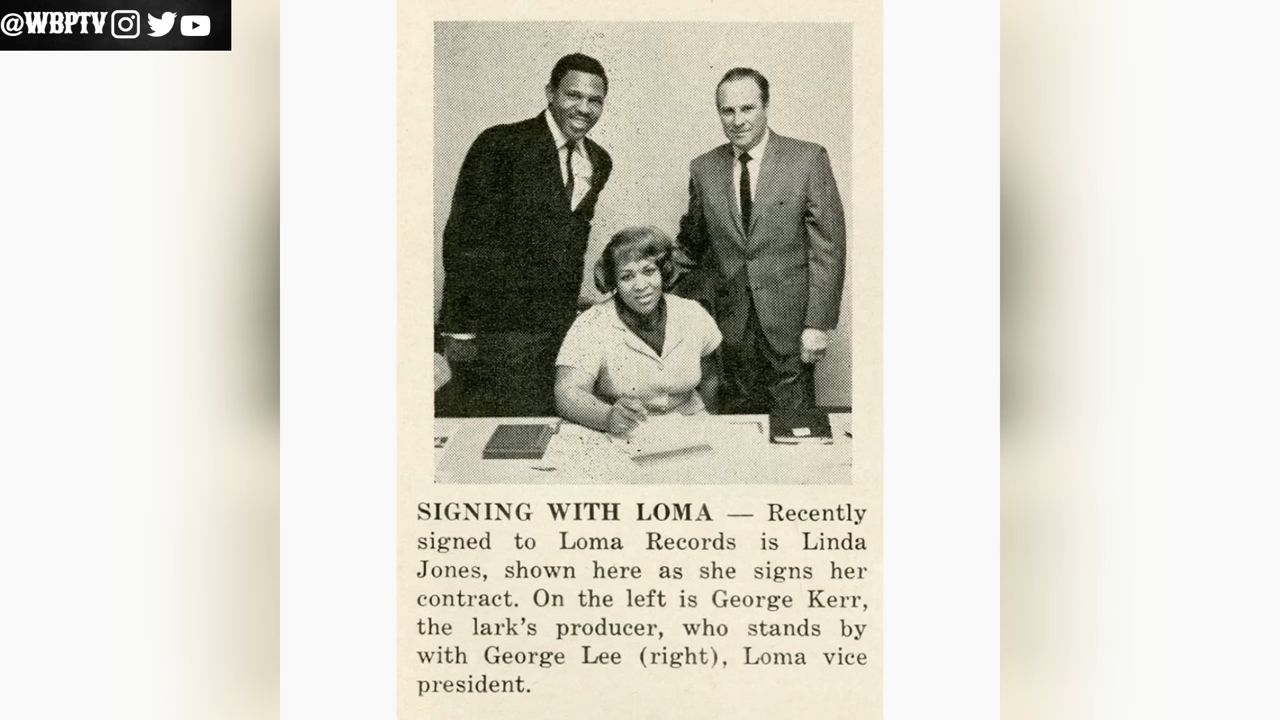 @WBPTV
SIGNING WITH LOMA — Recently
signed to Loma Records is Linda
Jones, shown here as she signs her
contract. On the left is George Kerr,
the lark's producer, who stands by
with George Lee (right), Loma vice
president.